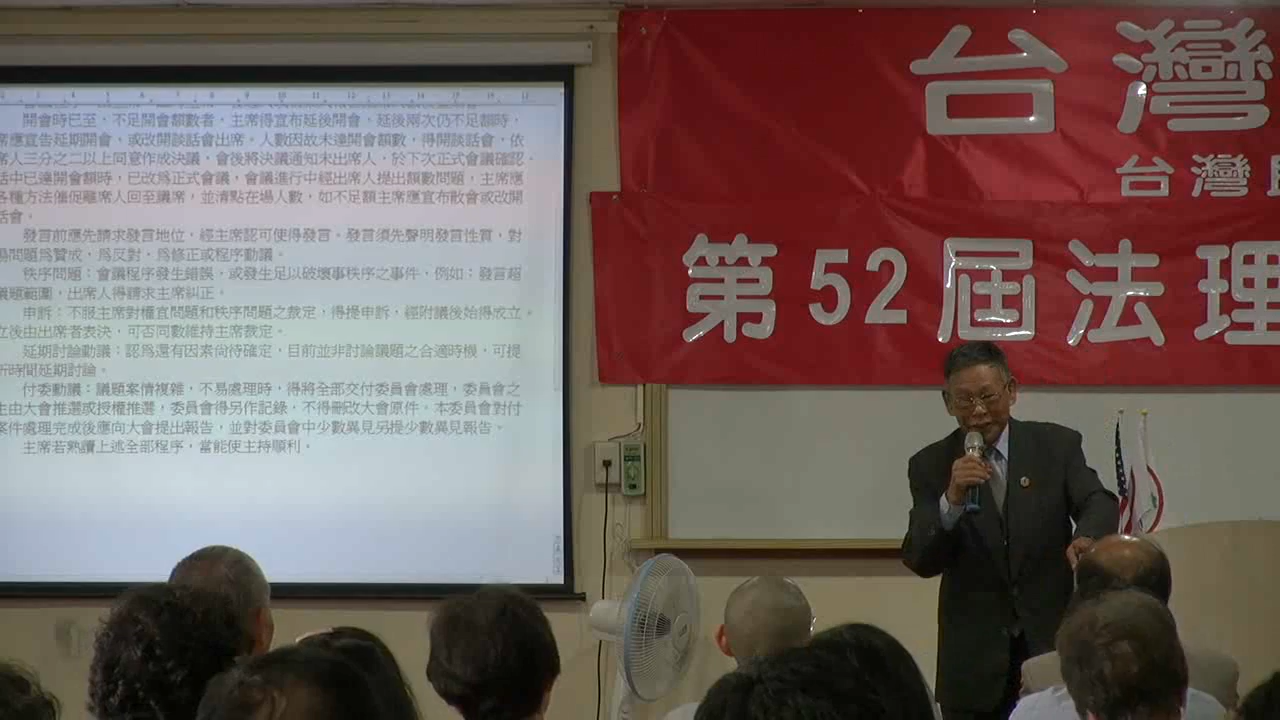 開會時已至，不足開會額數者，主席得宣布延後開會，延後兩次仍不足額時，
席應宣告延期開會，或改開談話會出席。人數因故未達開會額數，得開談話會，依
席人三分之二以上同意作成決議，會後將決議通知未出席人，於下次正式會議確認。
話中已達開會額時，已改為正式會議，會議進行中經出席人提出額數問題，主席應
各種方法催促離席人回至議席，並清點在場人數，如不足額主席應宣布散會或改開
話會。
發言前應先請求發言地位，經主席認可使得發言。發言須先聲明發言性質，對
易問題為贊成，為反對，為修正或程序動議。
秩序問題：會議程序發生錯誤，或發生足以破壞事秩序之事件，例如：發言超
議題範圍，出席人得請求主席糾正。
申訴：不服主席對權宜問題和秩序問題之裁定，得提申訴，經附議後始得成立。
立後由出席者表決，可否同數維持主席裁定。
延期討論動議：認為還有因素尚待確定，目前並非討論議題之合適時機，可提
所時間延期討論。
付委動議：議題案情複雜，不易處理時，得將全部交付委員會處理，委員會之
生由大會推選或授權推選，委員會得另作記錄，不得刪改大會原件。本委員會對付
案件處理完成後應向大會提出報告，並對委員會中少數異見另提少數異見報告。
主席若熟讀上述全部程序，當能使主持順利。
台灣
台灣
第52屆法理